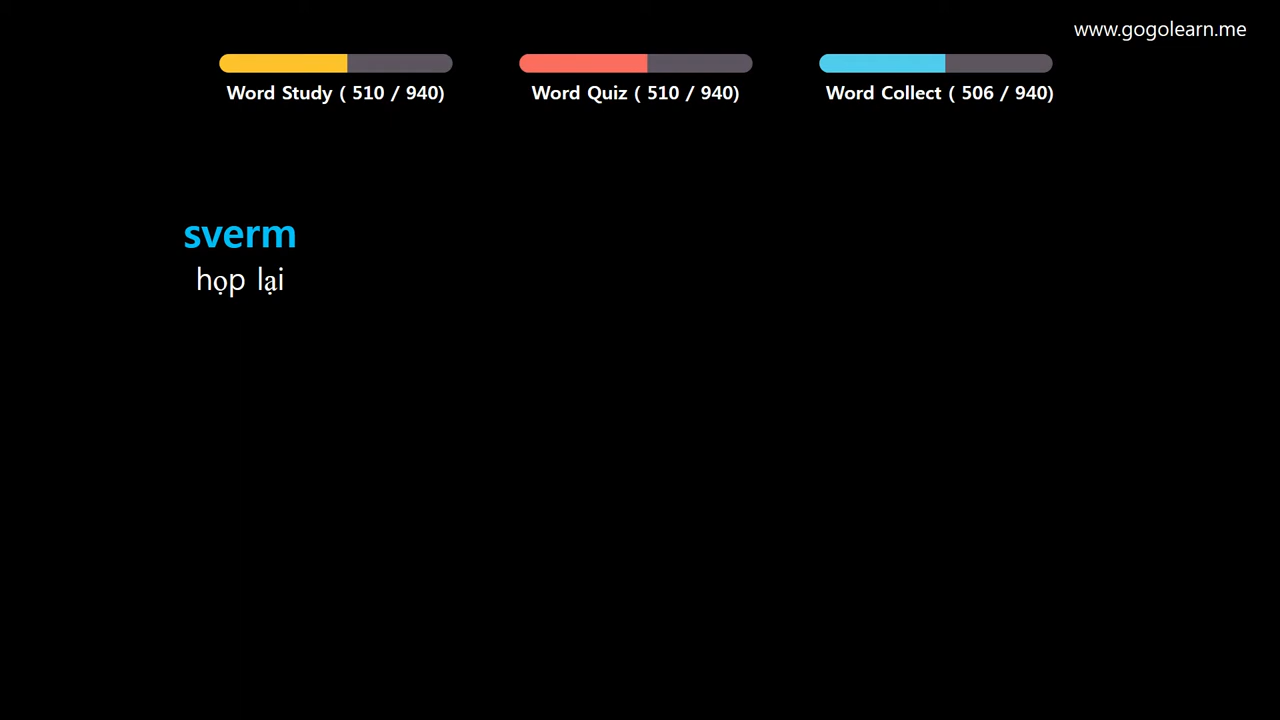 www.gogolearn.me
Word Study ( 510 / 940)
Word Quiz ( 510 / 940)
Word Collect ( 506 / 940)
sverm
họp lại